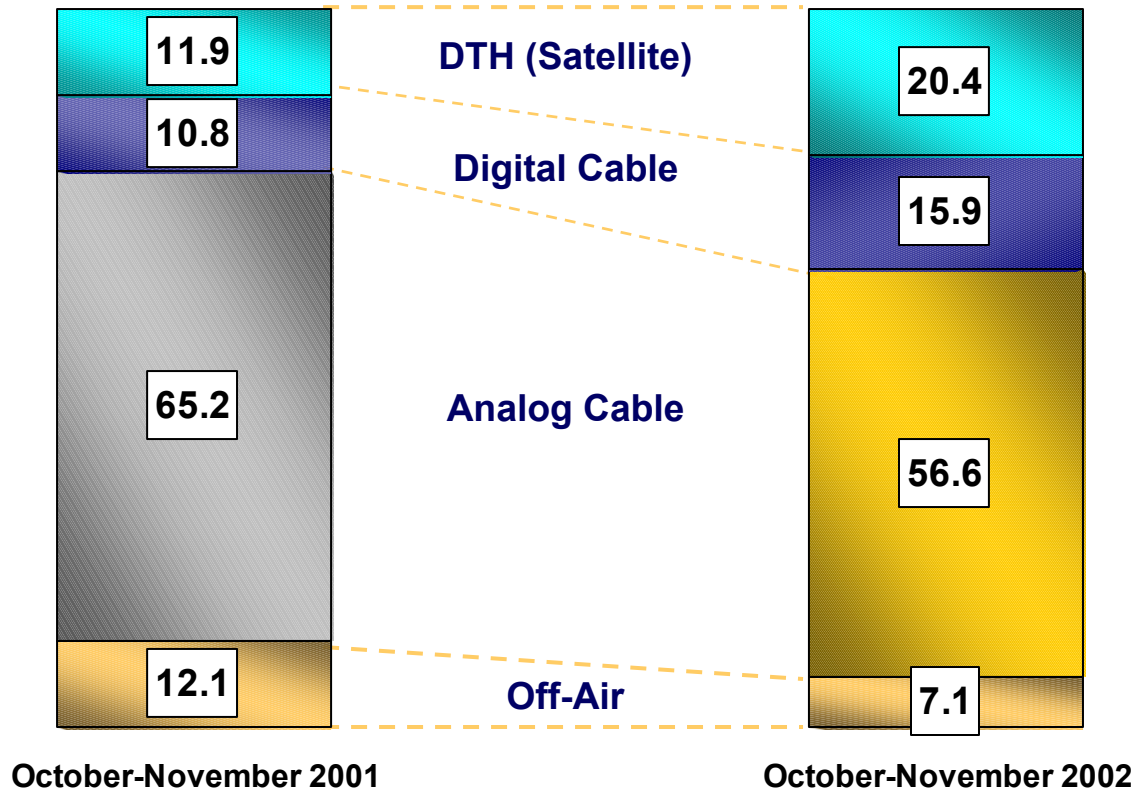 11.9
DTH (Satellite)
20.4
10.8
Digital Cable
15.9
65.2
Analog Cable
56.6
12.1
Off-Air
7.1
October-November 2001
October-November 2002